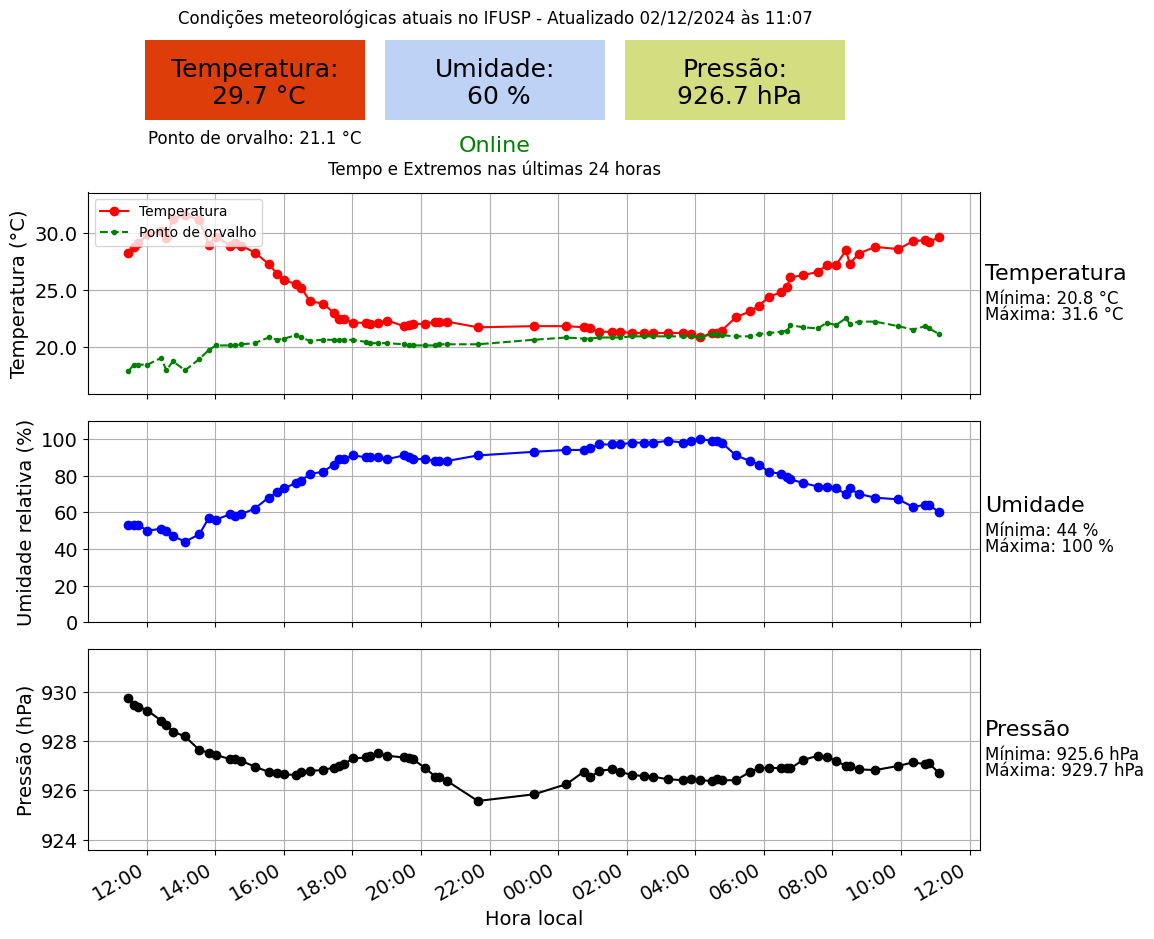 Condições meteorológicas atuais no IFUSP - Atualizado 02/12/2024 às 11:07
Temperatura:
29.7 °C
Umidade:
60 %
Pressão:
926.7 hPa
Ponto de orvalho: 21.1 °C
Online
Tempo e Extremos nas últimas 24 horas
Temperatura (°C)
30.0
25.0
20.0
Temperatura
Ponto de orvalho
Temperatura
Mínima: 20.8 °C
Máxima: 31.6 °C
Umidade relativa (%)
100
80
60
40
20
0
Umidade
Mínima: 44 %
Máxima: 100 %
Pressão (hPa)
930
928
926
924
Pressão
Mínima: 925.6 hPa
Máxima: 929.7 hPa
12:00 14:00 16:00 18:00 20:00 22:00 00:00 02:00 04:00 06:00 08:00 10:00 12:00
Hora local